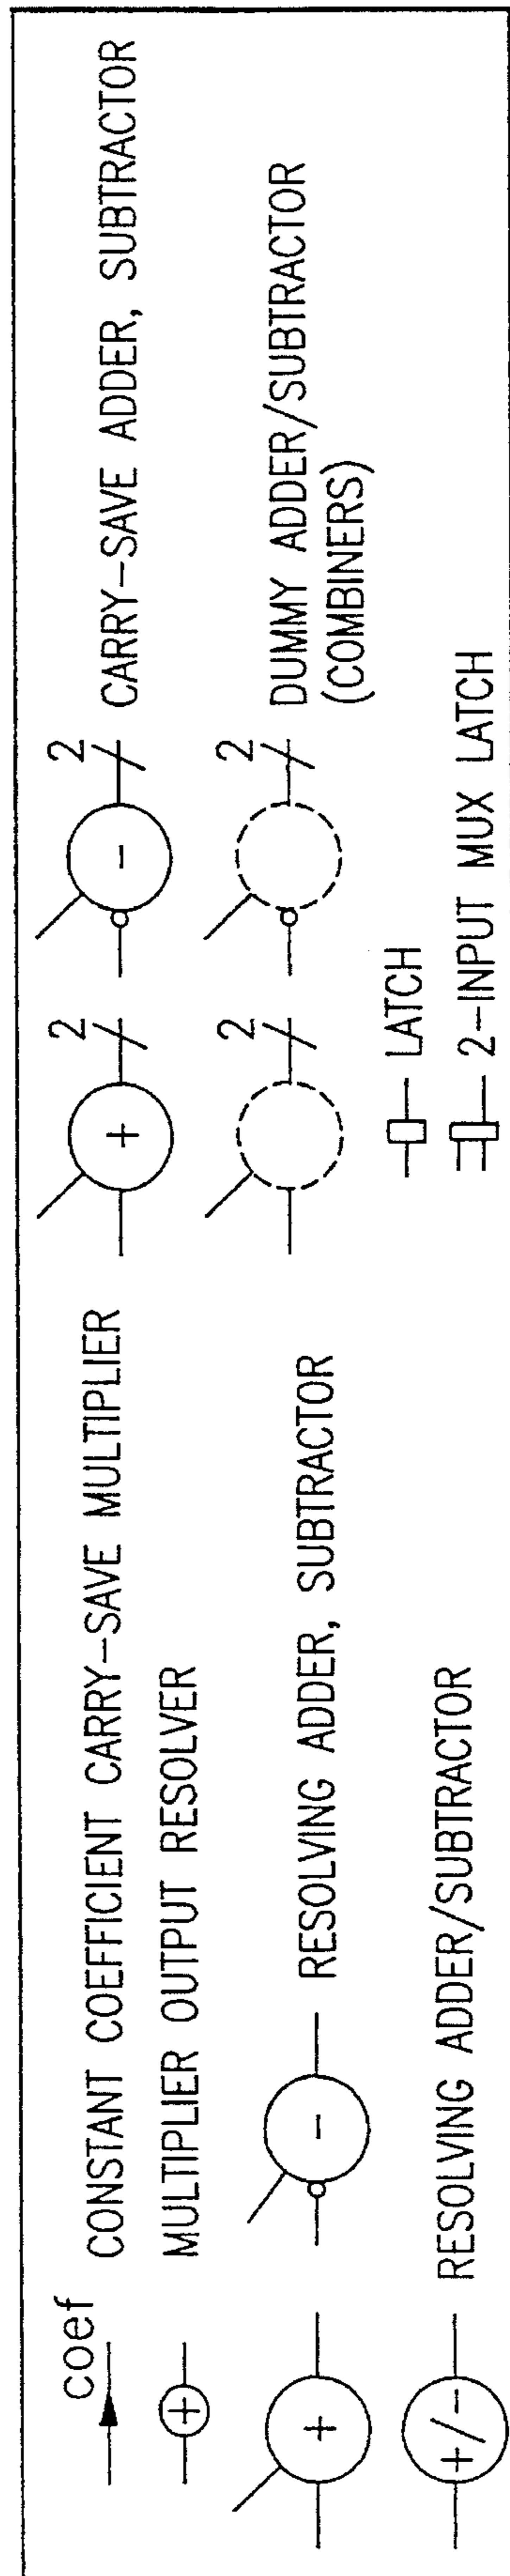 coef
CONSTANT COEFFICIENT CARRY-SAVE MULTIPLIER
+
MULTIPLIER OUTPUT RESOLVER
+
-
RESOLVING ADDER, SUBTRACTOR
+/-
RESOLVING ADDER/SUBTRACTOR
+
2
-
2
CARRY-SAVE ADDER, SUBTRACTOR
2
2
DUMMY ADDER/SUBTRACTOR
(COMBINERS)
LATCH
2-INPUT MUX LATCH